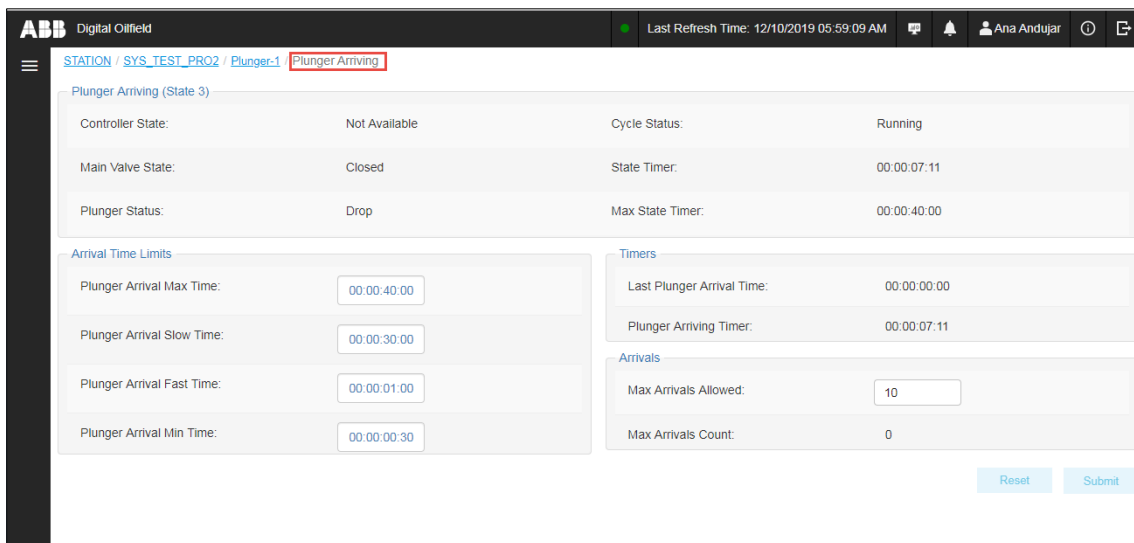 ABB Digital Oilfield Last Refresh Time: 12/10/2019 05:59:09 AM Ana Andujar
STATION / SYS_TEST_PRO2 / Plunger-1 / Plunger Arriving
Plunger Arriving (State 3)
Controller State: Not Available Cycle Status: Running
Main Valve State: Closed State Timer: 00:00:07:11
Plunger Status: Drop Max State Timer: 00:00:40:00
Arrival Time Limits
Plunger Arrival Max Time: 00:00:40:00
Plunger Arrival Slow Time: 00:00:30:00
Plunger Arrival Fast Time: 00:00:01:00
Plunger Arrival Min Time: 00:00:00:30
Timers
Last Plunger Arrival Time: 00:00:00:00
Plunger Arriving Timer: 00:00:07:11
Arrivals
Max Arrivals Allowed: 10
Max Arrivals Count: 0
Reset Submit